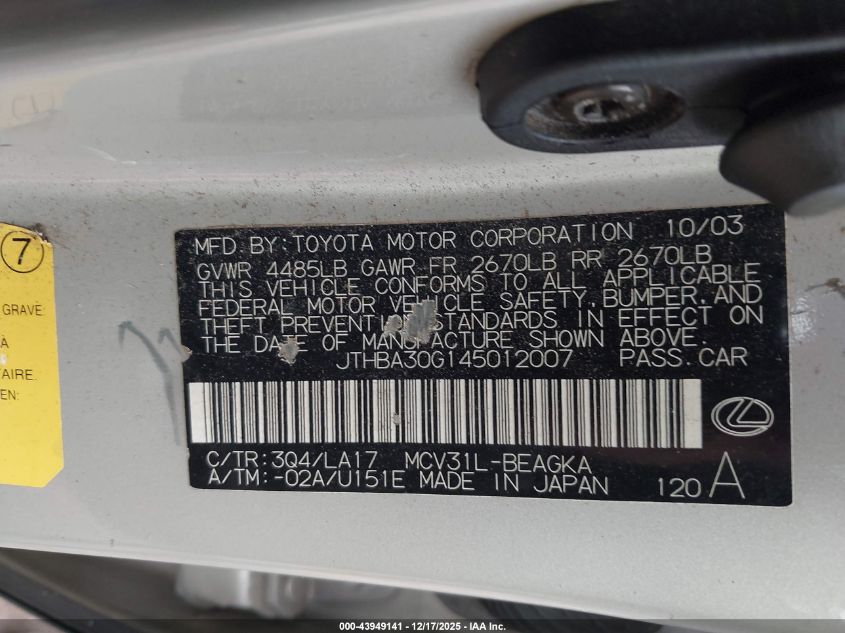 7
GRAVE
À
TAIRE.
EN:
MFD BY: TOYOTA MOTOR CORPORATION 10/03
GVWR 4485LB GAWR FR 2670LB RR 2670LB
THIS VEHICLE CONFORMS TO ALL APPLICABLE
FEDERAL MOTOR VEHICLE SAFETY, BUMPER, AND
THEFT PREVENTION STANDARDS IN EFFECT ON
THE DATE OF MANUFACTURE SHOWN ABOVE.
JTHBA30G145012007 PASS.CAR
C/TR: 3Q4/LA17 MCV31L-BEAGKA
A/TM: -02A/U151E MADE IN JAPAN 120 A
000-43949141 - 12/17/2025 - IAA Inc.